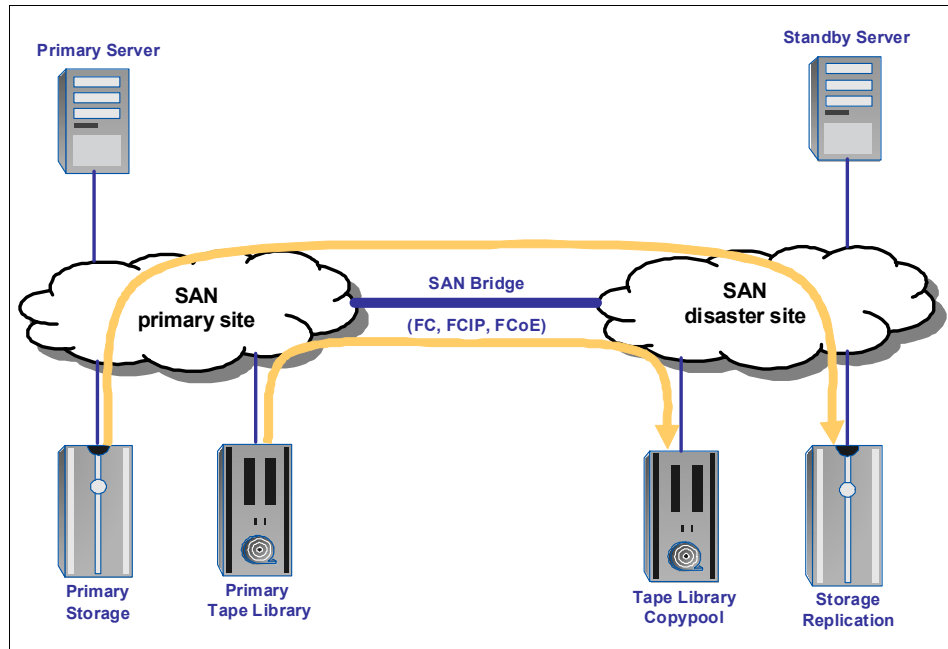 Primary Server
Standby Server
SAN
primary site
SAN Bridge
(FC, FCIP, FCoE)
SAN
disaster site
Primary
Storage
Primary
Tape Library
Tape Library
Copypool
Storage
Replication